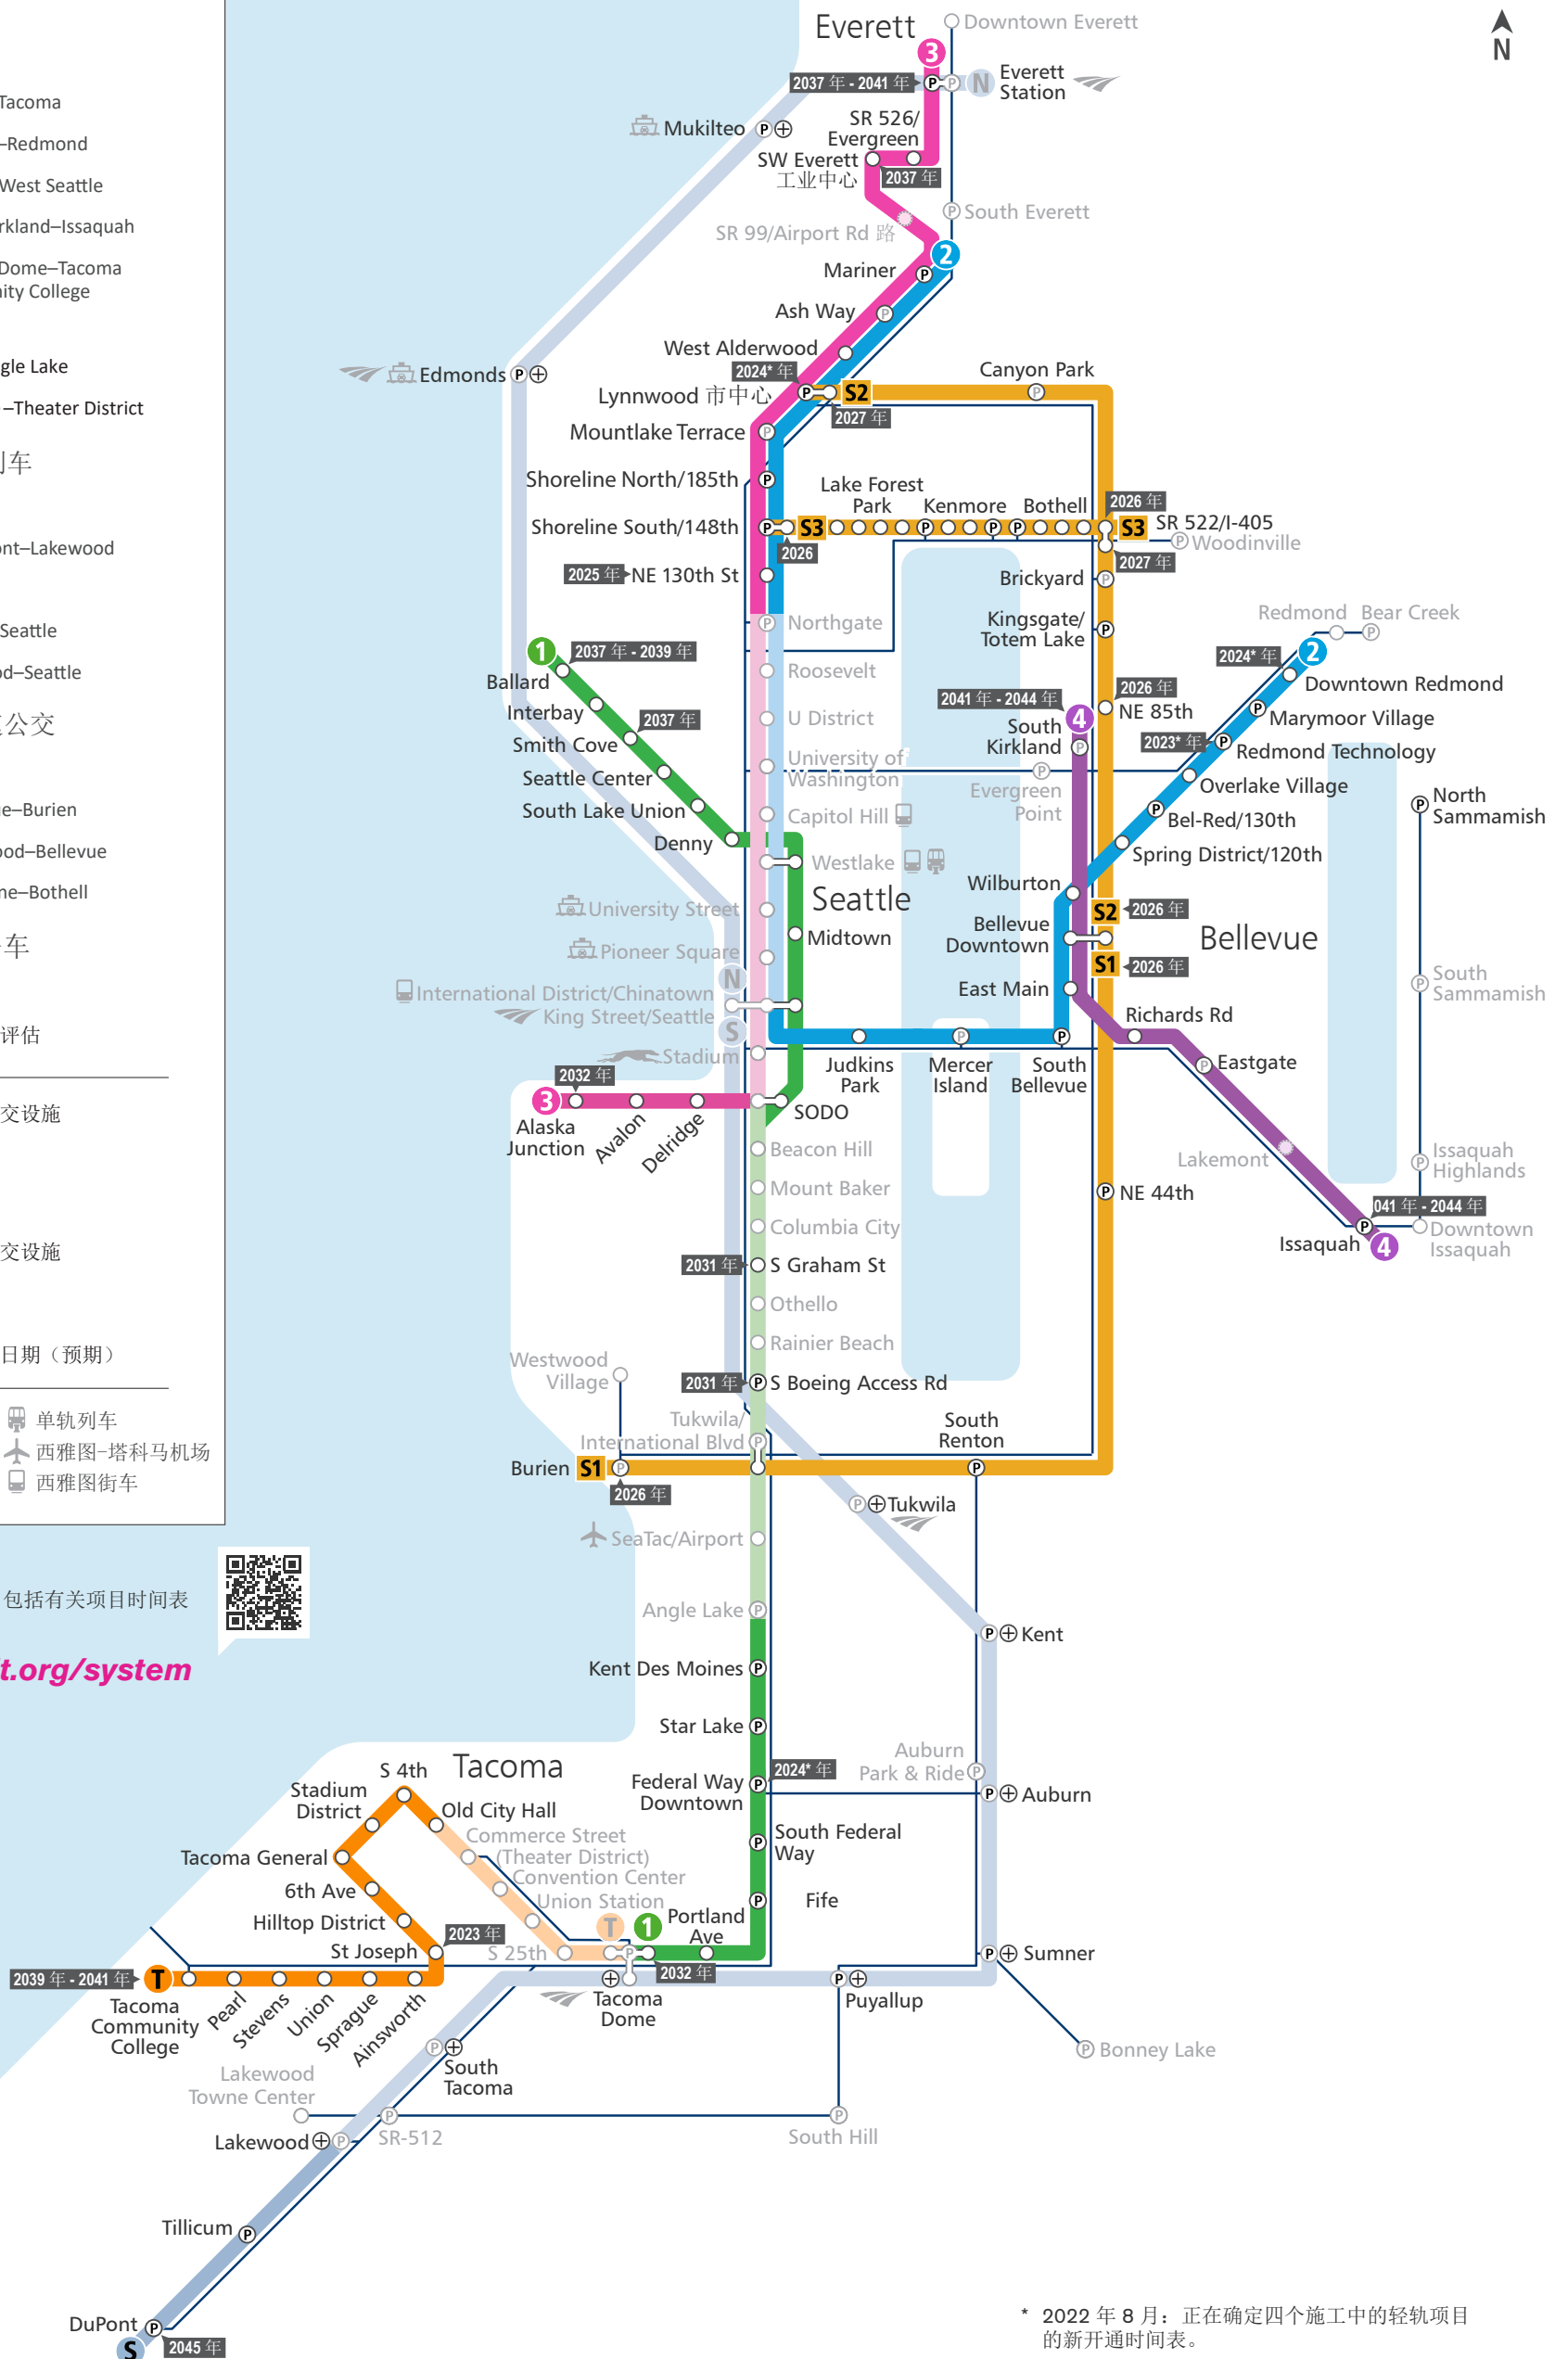 Tacoma
–Redmond
West Seattle
rkland–Issaquah
Dome–Tacoma
ity College
gle Lake
–Theater District
列车
nt–Lakewood
Seattle
d–Seattle
公交
e–Burien
ood–Bellevue
me–Bothell
车
评估
交设施
交设施
日期（预期）
单轨列车
西雅图-塔科马机场
西雅图街车
包括有关项目时间表
t.org/system
N
Everett
Downtown Everett
3
2037 年 - 2041 年
P
P
N
Everett
Station
Mukilteo
P
SR 526/
Evergreen
SW Everett
工业中心
2037 年
P
South Everett
SR 99/Airport Rd 路
2
Mariner
P
Ash Way
P
West Alderwood
2024* 年
Edmonds
P
Lynnwood 市中心
P
S2
2027 年
Canyon Park
P
Mountlake Terrace
P
Shoreline North/185th
P
Lake Forest
Park
Kenmore
Bothell
2026 年
Shoreline South/148th
P
S3
P
P
P
S3
SR 522/I-405
2026
P
Woodinville
2027 年
2025 年
NE 130th St
Brickyard
P
Northgate
P
Kingsgate/
Totem Lake
P
Redmond
Bear Creek
P
1
2037 年 - 2039 年
Ballard
Roosevelt
2024* 年
2
Downtown Redmond
Interbay
2037 年
U District
2041 年 - 2044 年
4
2026 年
NE 85th
P
Marymoor Village
South
Kirkland
P
Smith Cove
2023* 年
P
Redmond Technology
University of
Washington
P
Evergreen
Point
Seattle Center
Overlake Village
South Lake Union
Capitol Hill
P
Bel-Red/130th
P
North
Sammamish
Denny
Westlake
Spring District/120th
Seattle
Wilburton
University Street
S2
2026 年
Midtown
Bellevue
Downtown
Bellevue
Pioneer Square
S1
2026 年
N
P
South
Sammamish
International District/Chinatown
King Street/Seattle
S
East Main
Richards Rd
Stadium
Judkins
Park
P
Mercer
Island
P
South
Bellevue
P
Eastgate
2032 年
3
Alaska
Junction
Avalon
Delridge
SODO
Beacon Hill
Lakemont
P
Issaquah
Highlands
Mount Baker
P
NE 44th
Columbia City
041 年 - 2044 年
P
Issaquah
4
Downtown
Issaquah
2031 年
S Graham St
Othello
Rainier Beach
Westwood
Village
2031 年
P
S Boeing Access Rd
Tukwila/
International Blvd
P
South
Renton
P
Burien
S1
P
2026 年
P
Tukwila
SeaTac/Airport
Angle Lake
P
P
Kent
Kent Des Moines
P
Star Lake
P
Auburn
Park & Ride
P
Federal Way
Downtown
P
2024* 年
P
Auburn
Tacoma
S 4th
Stadium
District
Old City Hall
Commerce Street
(Theater District)
Tacoma General
P
South Federal
Way
Convention Center
6th Ave
Union Station
P
Fife
Hilltop District
T
1
Portland
Ave
2023 年
St Joseph
S 25th
P
P
Sumner
2032 年
2039 年 - 2041 年
T
Tacoma
Community
College
Pearl
Stevens
Union
Sprague
Ainsworth
Tacoma
Dome
P
Puyallup
P
South
Tacoma
P
Bonney Lake
Lakewood
Towne Center
P
SR-512
P
South Hill
Lakewood
P
Tillicum
P
DuPont
P
S
2045 年
* 2022 年 8 月：正在确定四个施工中的轻轨项目
的新开通时间表。